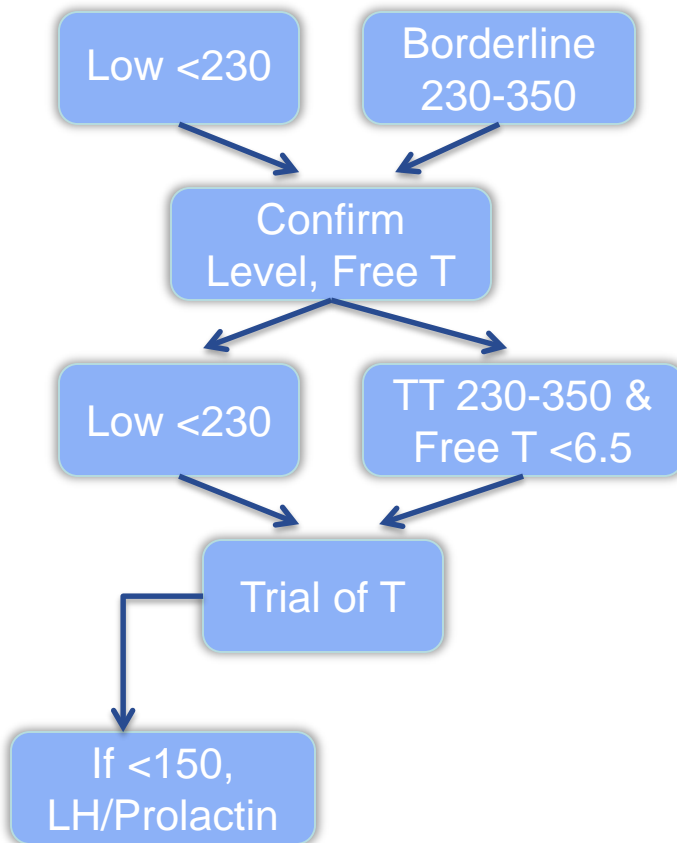 Low <230
Borderline
230-350
Confirm
Level, Free T
Low <230
TT 230-350 &
Free T <6.5
Trial of T
If <150,
LH/Prolactin